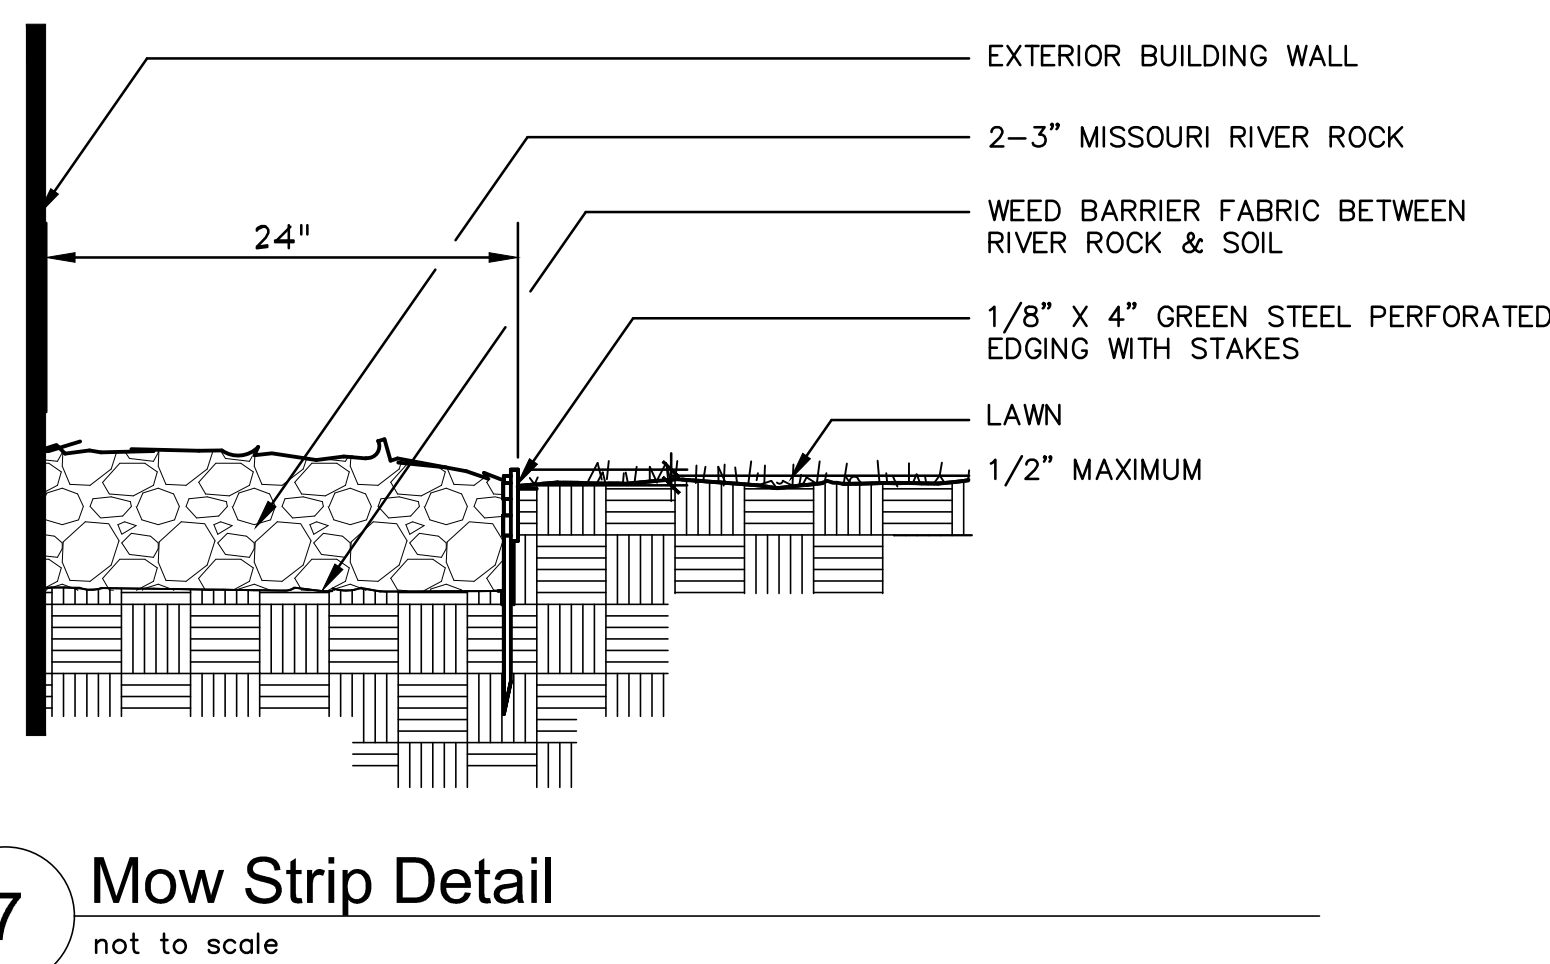 EXTERIOR BUILDING WALL
2-3" MISSOURI RIVER ROCK
WEED BARRIER FABRIC BETWEEN
RIVER ROCK & SOIL
24"
1/8" X 4" GREEN STEEL PERFORATED
EDGING WITH STAKES
LAWN
1/2" MAXIMUM
7
Mow Strip Detail
not to scale